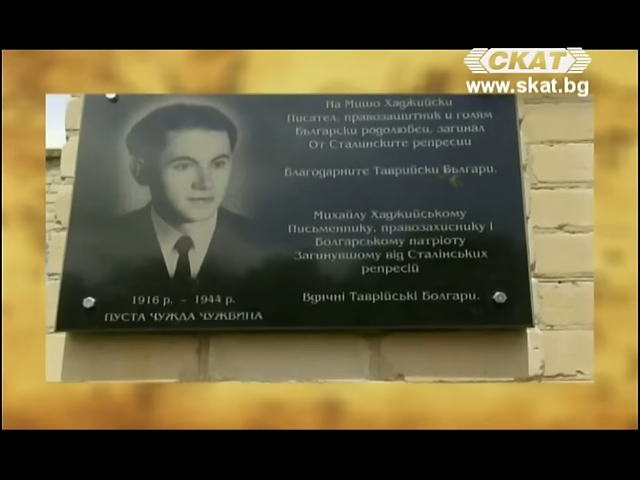 СКАТ
www.skat.bg
На Мишо Хаджийски
Писател, правозащитник и голям
Български родолюбец, загинал
От Сталинските репресии
Благодарните Таврийски Българи.
Михайлу Хаджийському
Письменнику, правозахиснику і
Болгарському патріоту
Загинувшому від Сталінських
репресій
Вдячні Таврійські Болгари.
1916 р. – 1944 р.
ПУСТА ЧУЖДА ЧУЖБИНА